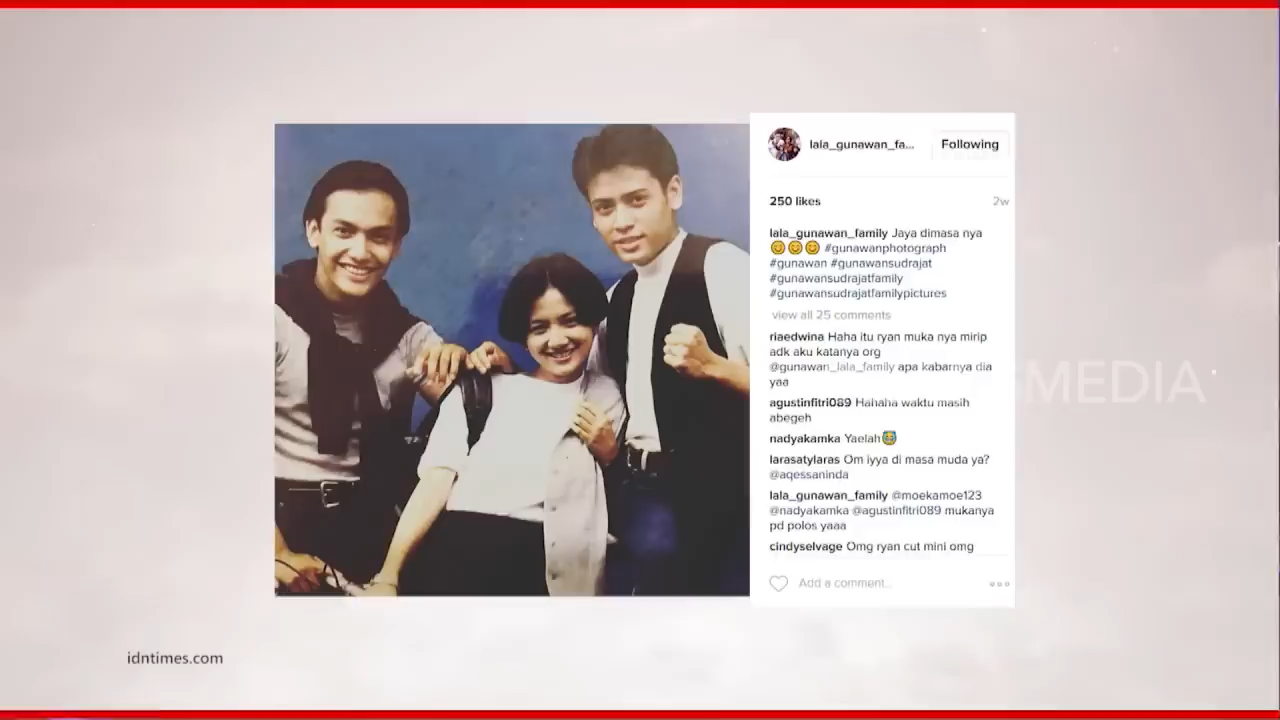 lala_gunawan_fa...
Following
250 likes
2w
lala_gunawan_family Jaya dimasa nya
😊😊😊 #gunawanphotograph
#gunawan #gunawansudrajat
#gunawansudrajatfamily
#gunawansudrajatfamilypictures
view all 25 comments
riaedwina Haha itu ryan muka nya mirip
adk aku katanya org
@gunawan_lala_family apa kabarnya dia
yaa
agustinfitri089 Hahaha waktu masih
abegeh
nadyakamka Yaelah
larasatylaras Om iyya di masa muda ya?
@aqessaninda
lala_gunawan_family @moekamoe123
@nadyakamka @agustinfitri089 mukanya
pd polos yaaa
cindyselvage Omg ryan cut mini omg
Add a comment...
MEDIA
idntimes.com